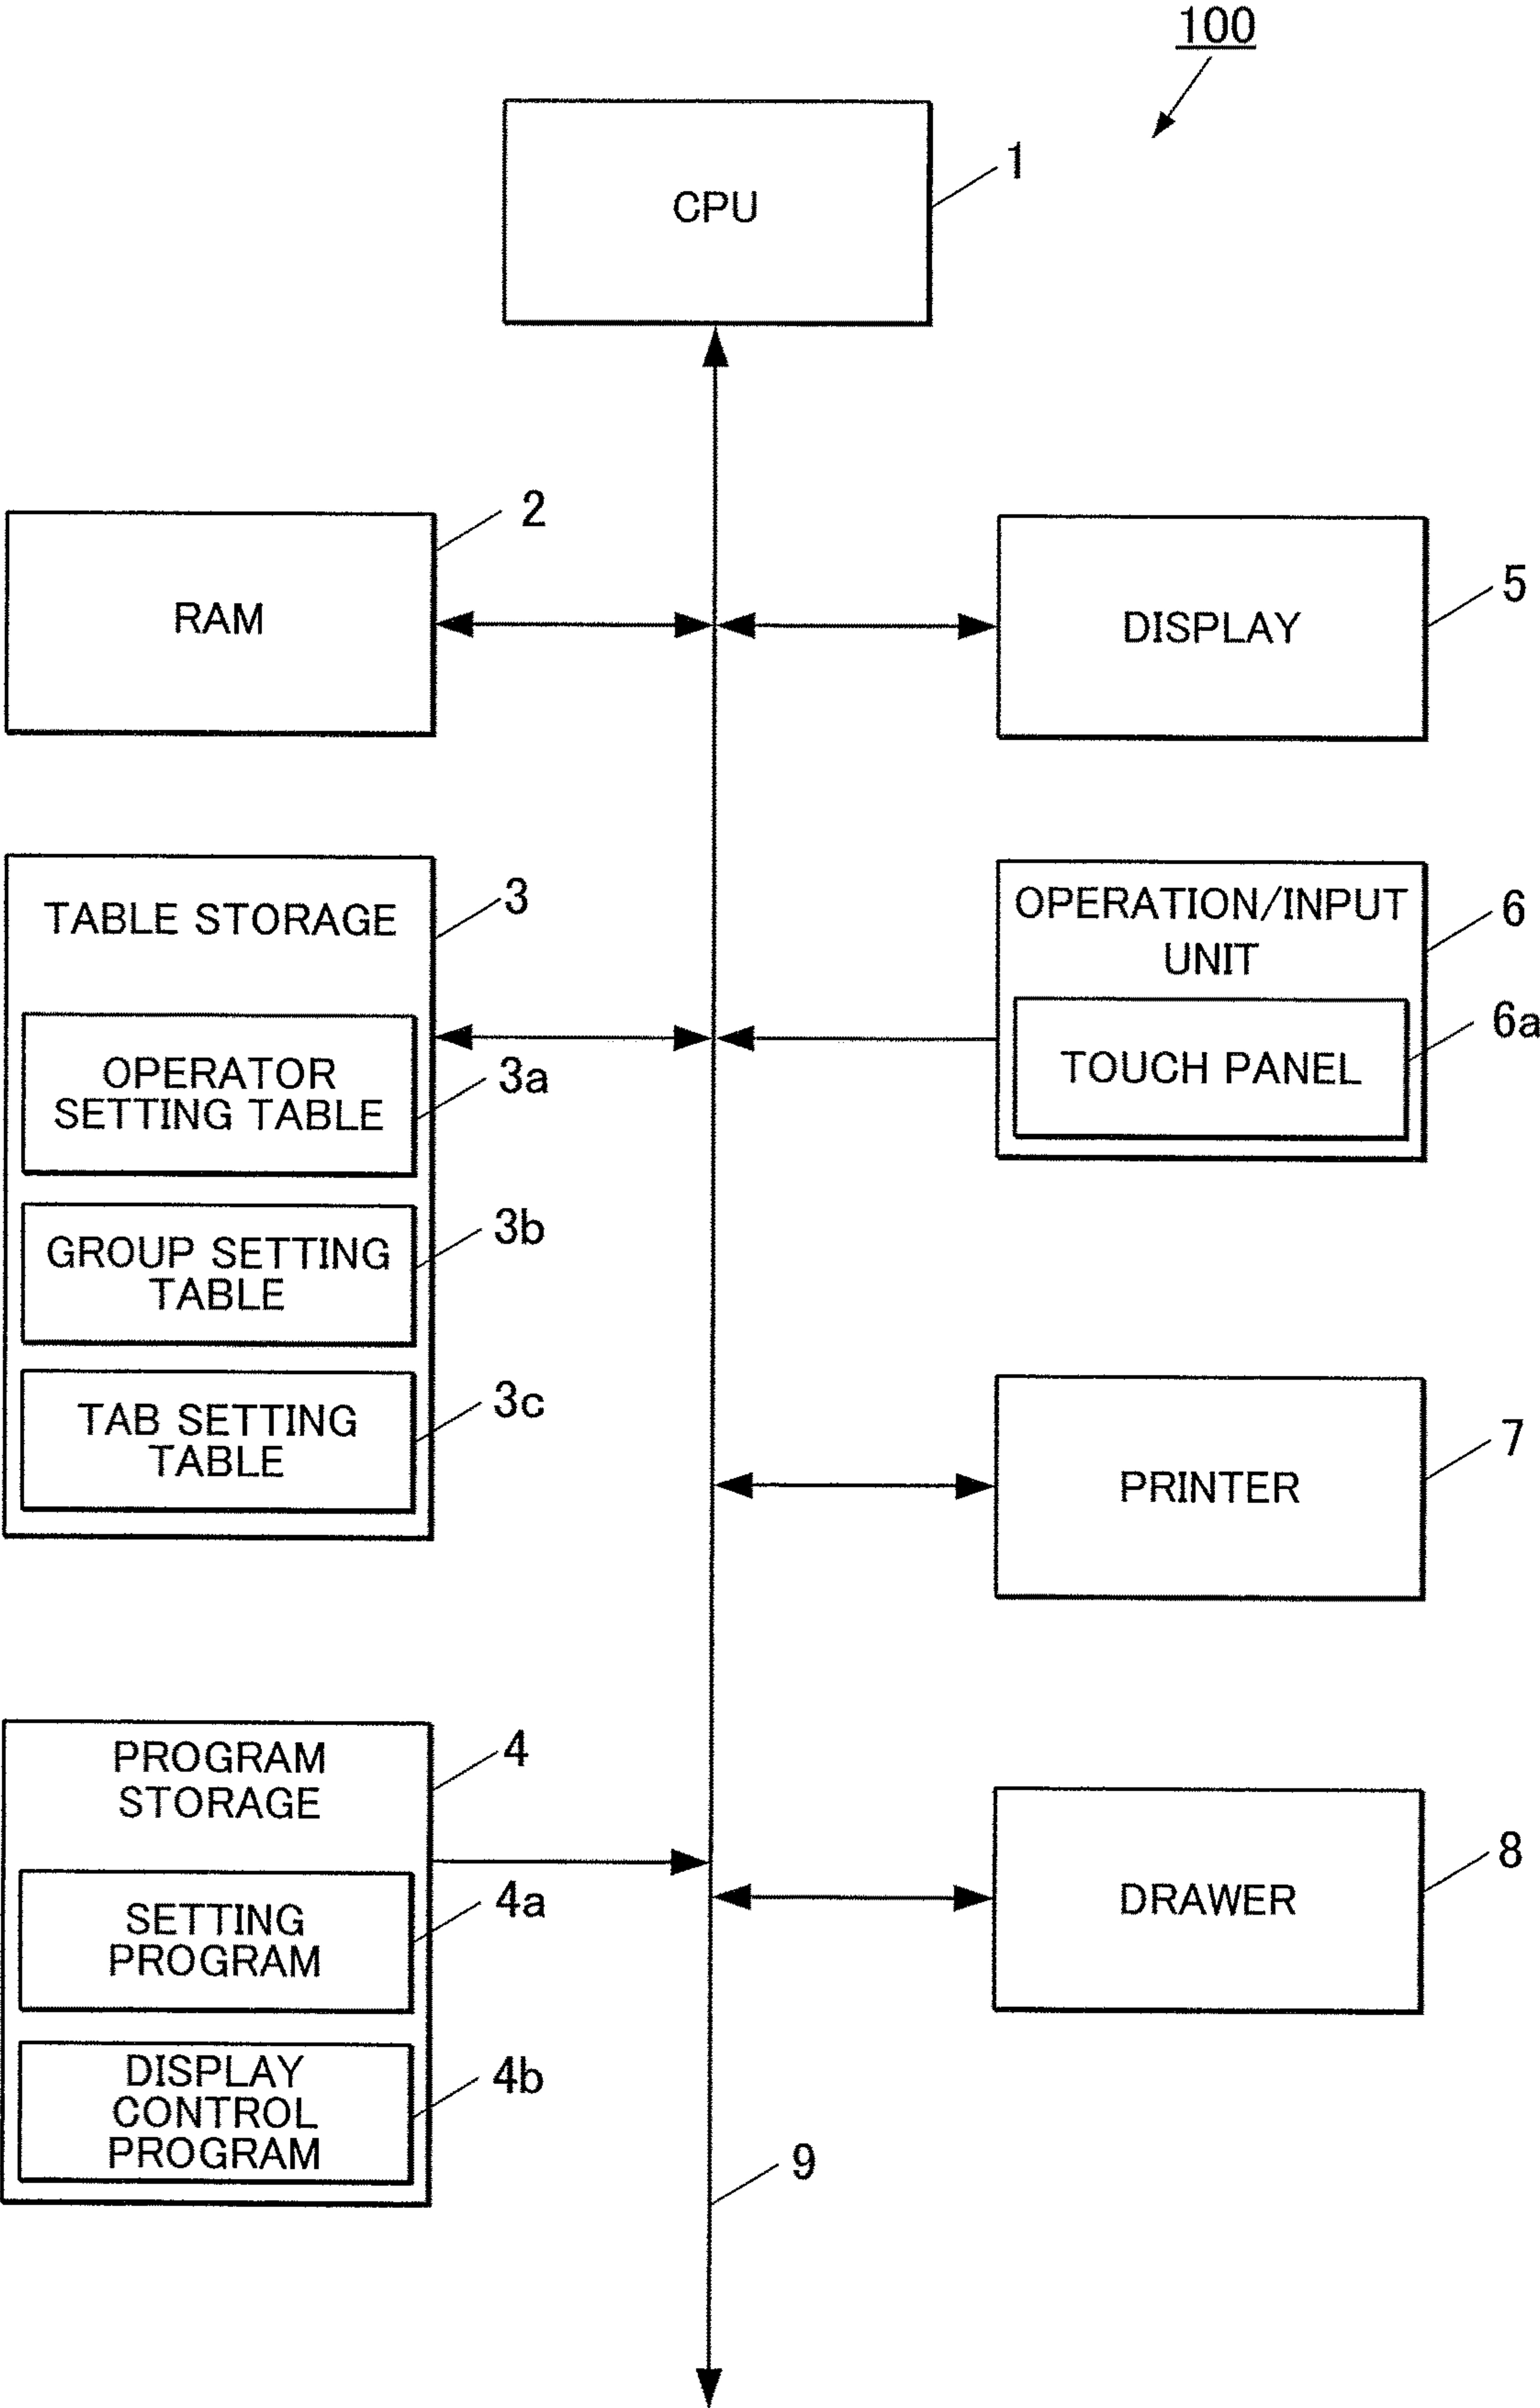 100
CPU
1
RAM
2
DISPLAY
5
TABLE STORAGE
3
OPERATOR
SETTING TABLE
3a
GROUP SETTING
TABLE
3b
TAB SETTING
TABLE
3c
OPERATION/INPUT
UNIT
6
TOUCH PANEL
6a
PRINTER
7
PROGRAM
STORAGE
4
SETTING
PROGRAM
4a
DISPLAY
CONTROL
PROGRAM
4b
DRAWER
8
9